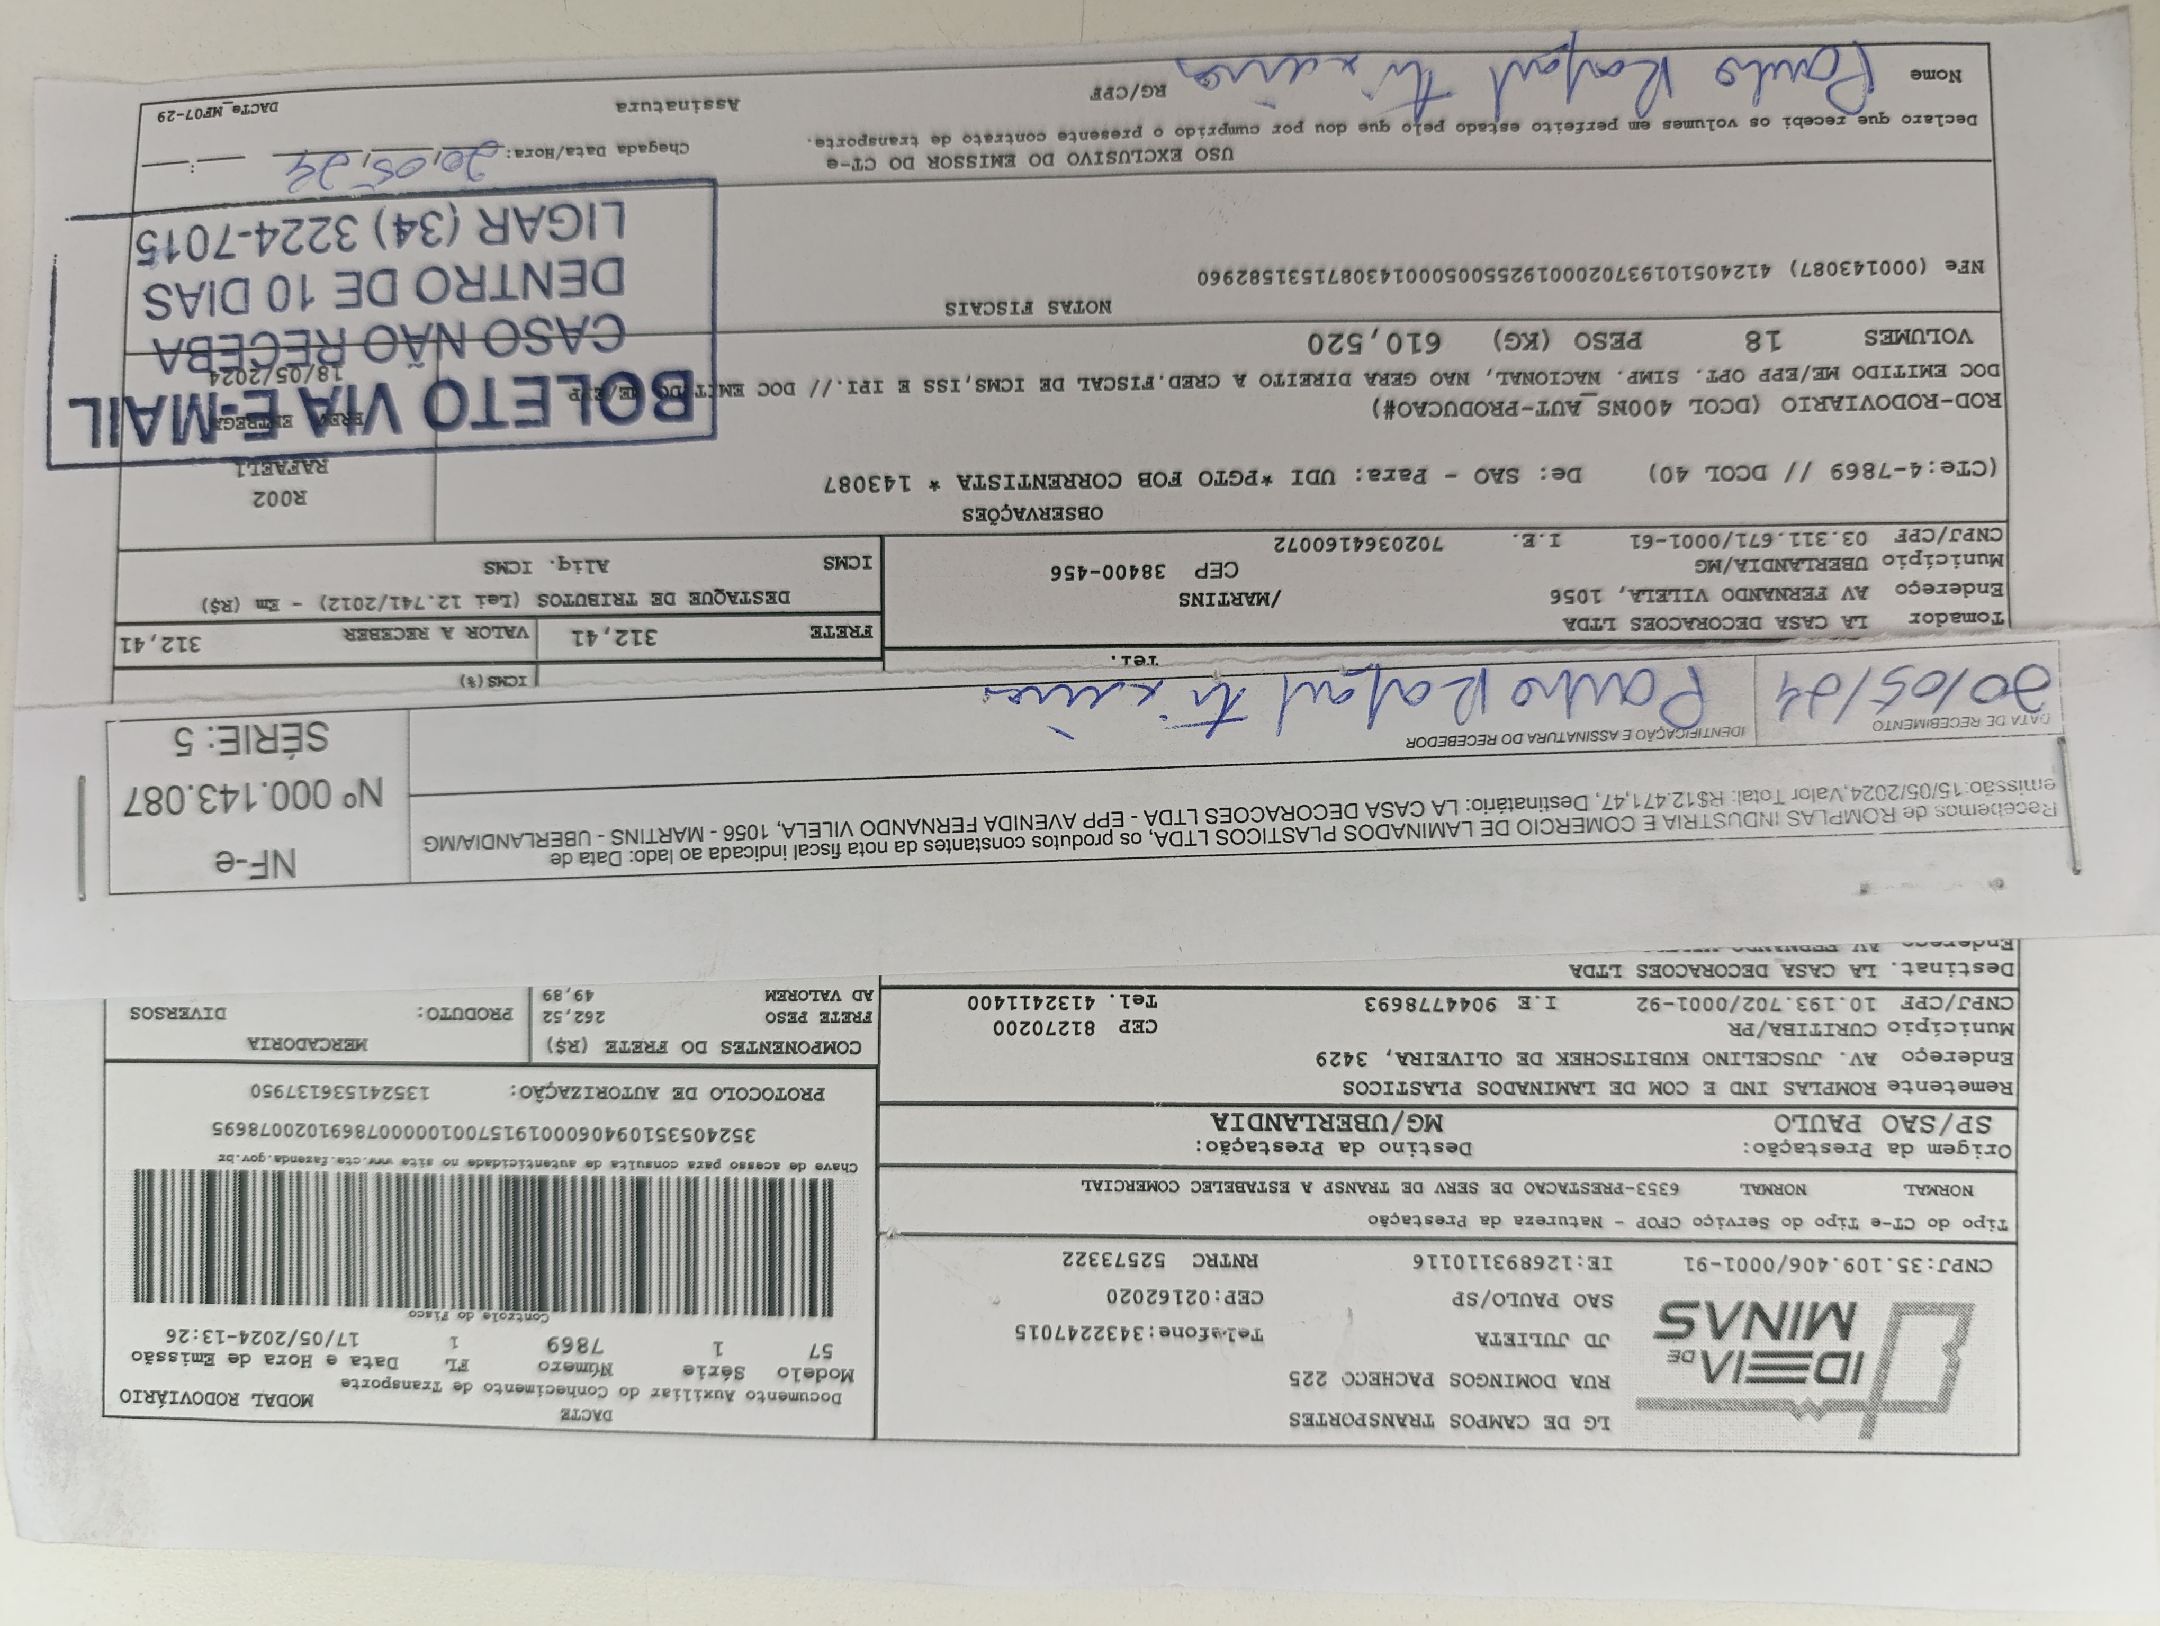 IDEIA DE
MINAS
LG DE CAMPOS TRANSPORTES
RUA DOMINGOS PACHECO 225
JD JULIETA Telefone:3432247015
SAO PAULO/SP CEP:02162020
CNPJ:35.109.406/0001-91 IE:126893110116 RNTRC 52573322
DACTE
Documento Auxiliar do Conhecimento de Transporte MODAL RODOVIÁRIO
Modelo Série Número FL Data e Hora de Emissão
57 1 7869 1 17/05/2024-13:26
Controle do Fisco
Tipo do CT-e Tipo do Serviço CFOP - Natureza da Prestação
NORMAL NORMAL 6353-PRESTACAO DE SERV DE TRANSP A ESTABELEC COMERCIAL
Chave de acesso para consulta de autenticidade no site www.cte.fazenda.gov.br
35240535109406000191570010000078691020078695
Origem da Prestação: Destino da Prestação:
SP/SAO PAULO MG/UBERLANDIA
PROTOCOLO DE AUTORIZAÇÃO: 135241536137950
Remetente ROMPLAS IND E COM DE LAMINADOS PLASTICOS
Endereço AV. JUSCELINO KUBITSCHEK DE OLIVEIRA, 3429
Município CURITIBA/PR CEP 81270200
CNPJ/CPF 10.193.702/0001-92 I.E 9044778693 Tel. 4132411400
COMPONENTES DO FRETE (R$) MERCADORIA
FRETE PESO 262,52 PRODUTO: DIVERSOS
AD VALOREM 49,89
Destinat. LA CASA DECORACOES LTDA
Endereço AV FERNANDO
Recebemos de ROMPLAS INDUSTRIA E COMERCIO DE LAMINADOS PLASTICOS LTDA, os produtos constantes da nota fiscal indicada ao lado: Data de
emissão:15/05/2024,Valor Total: R$12.471,47, Destinatário: LA CASA DECORACOES LTDA - EPP AVENIDA FERNANDO VILELA, 1056 - MARTINS - UBERLANDIA/MG
NF-e
Nº 000.143.087
SÉRIE: 5
DATA DE RECEBIMENTO IDENTIFICAÇÃO E ASSINATURA DO RECEBEDOR
20/05/24 Paulo Rafael
Tel.
ICMS(%)
Tomador LA CASA DECORACOES LTDA
Endereço AV FERNANDO VILELA, 1056 /MARTINS
Município UBERLANDIA/MG CEP 38400-456
CNPJ/CPF 03.311.671/0001-61 I.E. 7020364160072
FRETE 312,41 VALOR A RECEBER 312,41
DESTAQUE DE TRIBUTOS (Lei 12.741/2012) - Em (R$)
ICMS Aliq. ICMS
OBSERVAÇÕES
(CTe:4-7869 // DCOL 40) De: SAO - Para: UDI *PGTO FOB CORRENTISTA * 143087
R002
RAFAEL1
ROD-RODOVIARIO (DCOL 400NS_AUT-PRODUCAO#)
DOC EMITIDO ME/EPP OPT. SIMP. NACIONAL, NAO GERA DIREITO A CRED.FISCAL DE ICMS,ISS E IPI.// DOC EMITIDO ME/EPP
PREV ENTREGA
18/05/2024
VOLUMES 18 PESO (KG) 610,520
BOLETO VIA E-MAIL
CASO NÃO RECEBA
DENTRO DE 10 DIAS
LIGAR (34) 3224-7015
NOTAS FISCAIS
NFe (000143087) 41240510193702000192550050001430871531582960
USO EXCLUSIVO DO EMISSOR DO CT-e
Declaro que recebi os volumes em perfeito estado pelo que dou por cumprido o presente contrato de transporte.
Chegada Data/Hora: 20,05,24 __:__
Nome Paulo Rafael RG/CPF Assinatura
DACTe_MF07-29